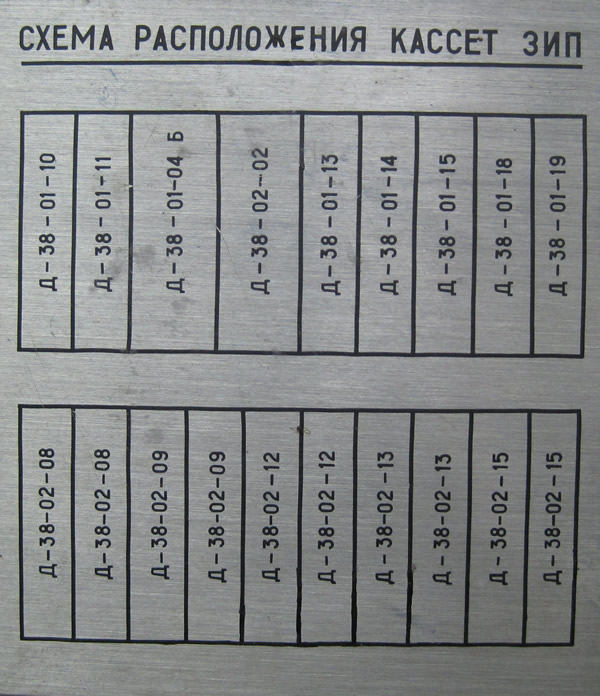 СХЕМА РАСПОЛОЖЕНИЯ КАССЕТ ЗИП
Д-38-01-10
Д-38-01-11
Д-38-01-04 Б
Д-38-02-02
Д-38-01-13
Д-38-01-14
Д-38-01-15
Д-38-01-18
Д-38-01-19
Д-38-02-08
Д-38-02-08
Д-38-02-09
Д-38-02-09
Д-38-02-12
Д-38-02-12
Д-38-02-13
Д-38-02-13
Д-38-02-15
Д-38-02-15